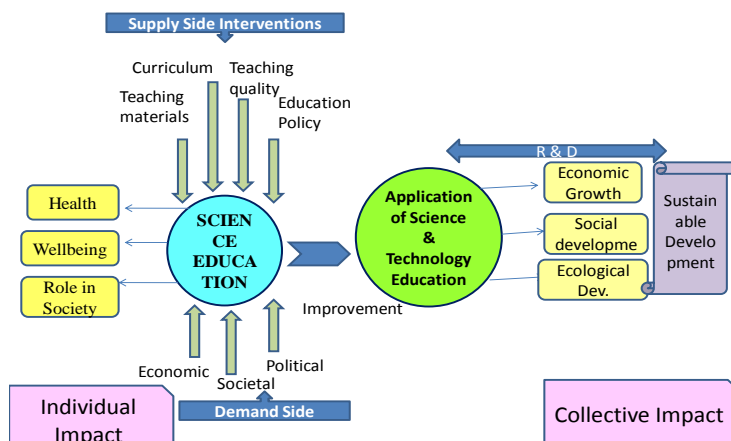 Supply Side Interventions
Curriculum
Teaching
quality
Teaching
materials
Education
Policy
R & D
Health
Wellbeing
Role in
Society
SCIEN
CE
EDUCA
TION
Application
of Science
&
Technology
Education
Economic
Growth
Social
developme
Ecological
Dev.
Sustain
able
Develo
pment
Improvement
Economic
Societal
Political
Demand Side
Individual
Impact
Collective Impact